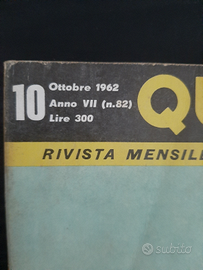 10
Ottobre 1962
Anno VII (n.82)
Lire 300
QU
RIVISTA MENSILE
Subito